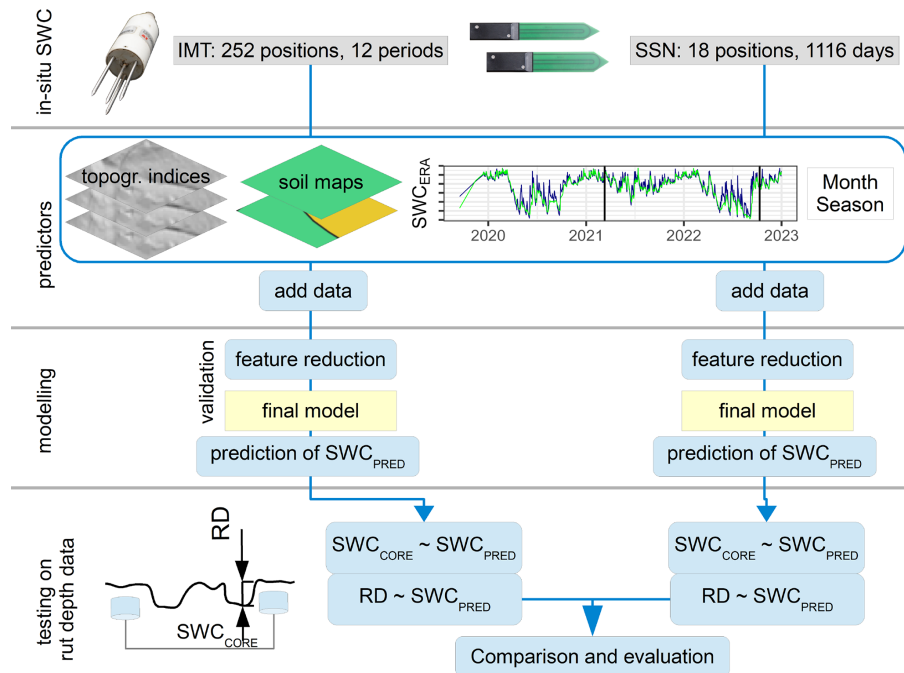 in-situ SWC
IMT: 252 positions, 12 periods
SSN: 18 positions, 1116 days
predictors
topogr. indices
soil maps
SWC_ERA
2020
2021
2022
2023
Month
Season
add data
add data
modelling
validation
feature reduction
feature reduction
final model
final model
prediction of SWC_PRED
prediction of SWC_PRED
testing on
rut depth data
RD
SWC_CORE
SWC_CORE ~ SWC_PRED
SWC_CORE ~ SWC_PRED
RD ~ SWC_PRED
RD ~ SWC_PRED
Comparison and evaluation